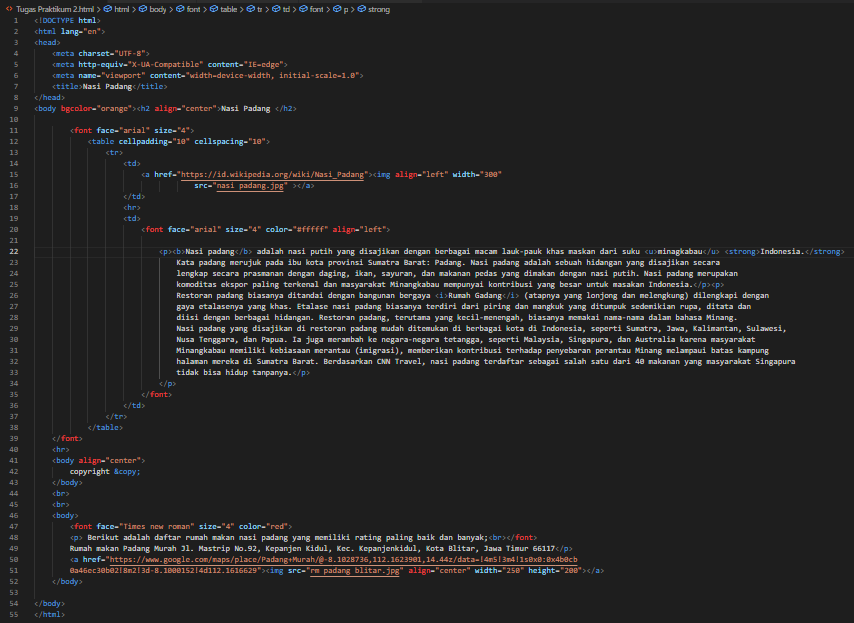 Tugas Praktikum 2.html > html > body > font > table > tr > td > font > p > strong
1 <!DOCTYPE html>
2 <html lang="en">
3 <head>
4 <meta charset="UTF-8">
5 <meta http-equiv="X-UA-Compatible" content="IE=edge">
6 <meta name="viewport" content="width=device-width, initial-scale=1.0">
7 <title>Nasi Padang</title>
8 </head>
9 <body bgcolor="orange"><h2 align="center">Nasi Padang </h2>
10
11 <font face="arial" size="4">
12 <table cellpadding="10" cellspacing="10">
13 <tr>
14 <td>
15 <a href="https://id.wikipedia.org/wiki/Nasi_Padang"><img align="left" width="300"
16 src="nasi padang.jpg" ></a>
17 </td>
18 <hr>
19 <td>
20 <font face="arial" size="4" color="#fffff" align="left">
21
22 <p><b>Nasi padang</b> adalah nasi putih yang disajikan dengan berbagai macam lauk-pauk khas maskan dari suku <u>minagkabau</u> <strong>Indonesia.</strong>
23 Kata padang merujuk pada ibu kota provinsi Sumatra Barat: Padang. Nasi padang adalah sebuah hidangan yang disajikan secara
24 lengkap secara prasmanan dengan daging, ikan, sayuran, dan makanan pedas yang dimakan dengan nasi putih. Nasi padang merupakan
25 komoditas ekspor paling terkenal dan masyarakat Minangkabau mempunyai kontribusi yang besar untuk masakan Indonesia.</p><p>
26 Restoran padang biasanya ditandai dengan bangunan bergaya <i>Rumah Gadang</i> (atapnya yang lonjong dan melengkung) dilengkapi dengan
27 gaya etalasenya yang khas. Etalase nasi padang biasanya terdiri dari piring dan mangkuk yang ditumpuk sedemikian rupa, ditata dan
28 diisi dengan berbagai hidangan. Restoran padang, terutama yang kecil-menengah, biasanya memakai nama-nama dalam bahasa Minang.
29 Nasi padang yang disajikan di restoran padang mudah ditemukan di berbagai kota di Indonesia, seperti Sumatra, Jawa, Kalimantan, Sulawesi,
30 Nusa Tenggara, dan Papua. Ia juga merambah ke negara-negara tetangga, seperti Malaysia, Singapura, dan Australia karena masyarakat
31 Minangkabau memiliki kebiasaan merantau (imigrasi), memberikan kontribusi terhadap penyebaran perantau Minang melampaui batas kampung
32 halaman mereka di Sumatra Barat. Berdasarkan CNN Travel, nasi padang terdaftar sebagai salah satu dari 40 makanan yang masyarakat Singapura
33 tidak bisa hidup tanpanya.</p>
34 </p>
35 </font>
36 </td>
37 </tr>
38 </table>
39 </font>
40 <hr>
41 <body align="center">
42 copyright &copy;
43 </body>
44 <br>
45 <br>
46 <body>
47 <font face="Times new roman" size="4" color="red">
48 <p> Berikut adalah daftar rumah makan nasi padang yang memiliki rating paling baik dan banyak;<br></font>
49 Rumah makan Padang Murah Jl. Mastrip No.92, Kepanjen Kidul, Kec. Kepanjenkidul, Kota Blitar, Jawa Timur 66117</p>
50 <a href="https://www.google.com/maps/place/Padang+Murah/@-8.1028736,112.1623901,14.44z/data=!4m5!3m4!1s0x0:0x4b0cb
51 0a46ec30b02!8m2!3d-8.1000152!4d112.1616629"><img src="rm padang blitar.jpg" align="center" width="250" height="200"></a>
52 </body>
53
54 </body>
55 </html>